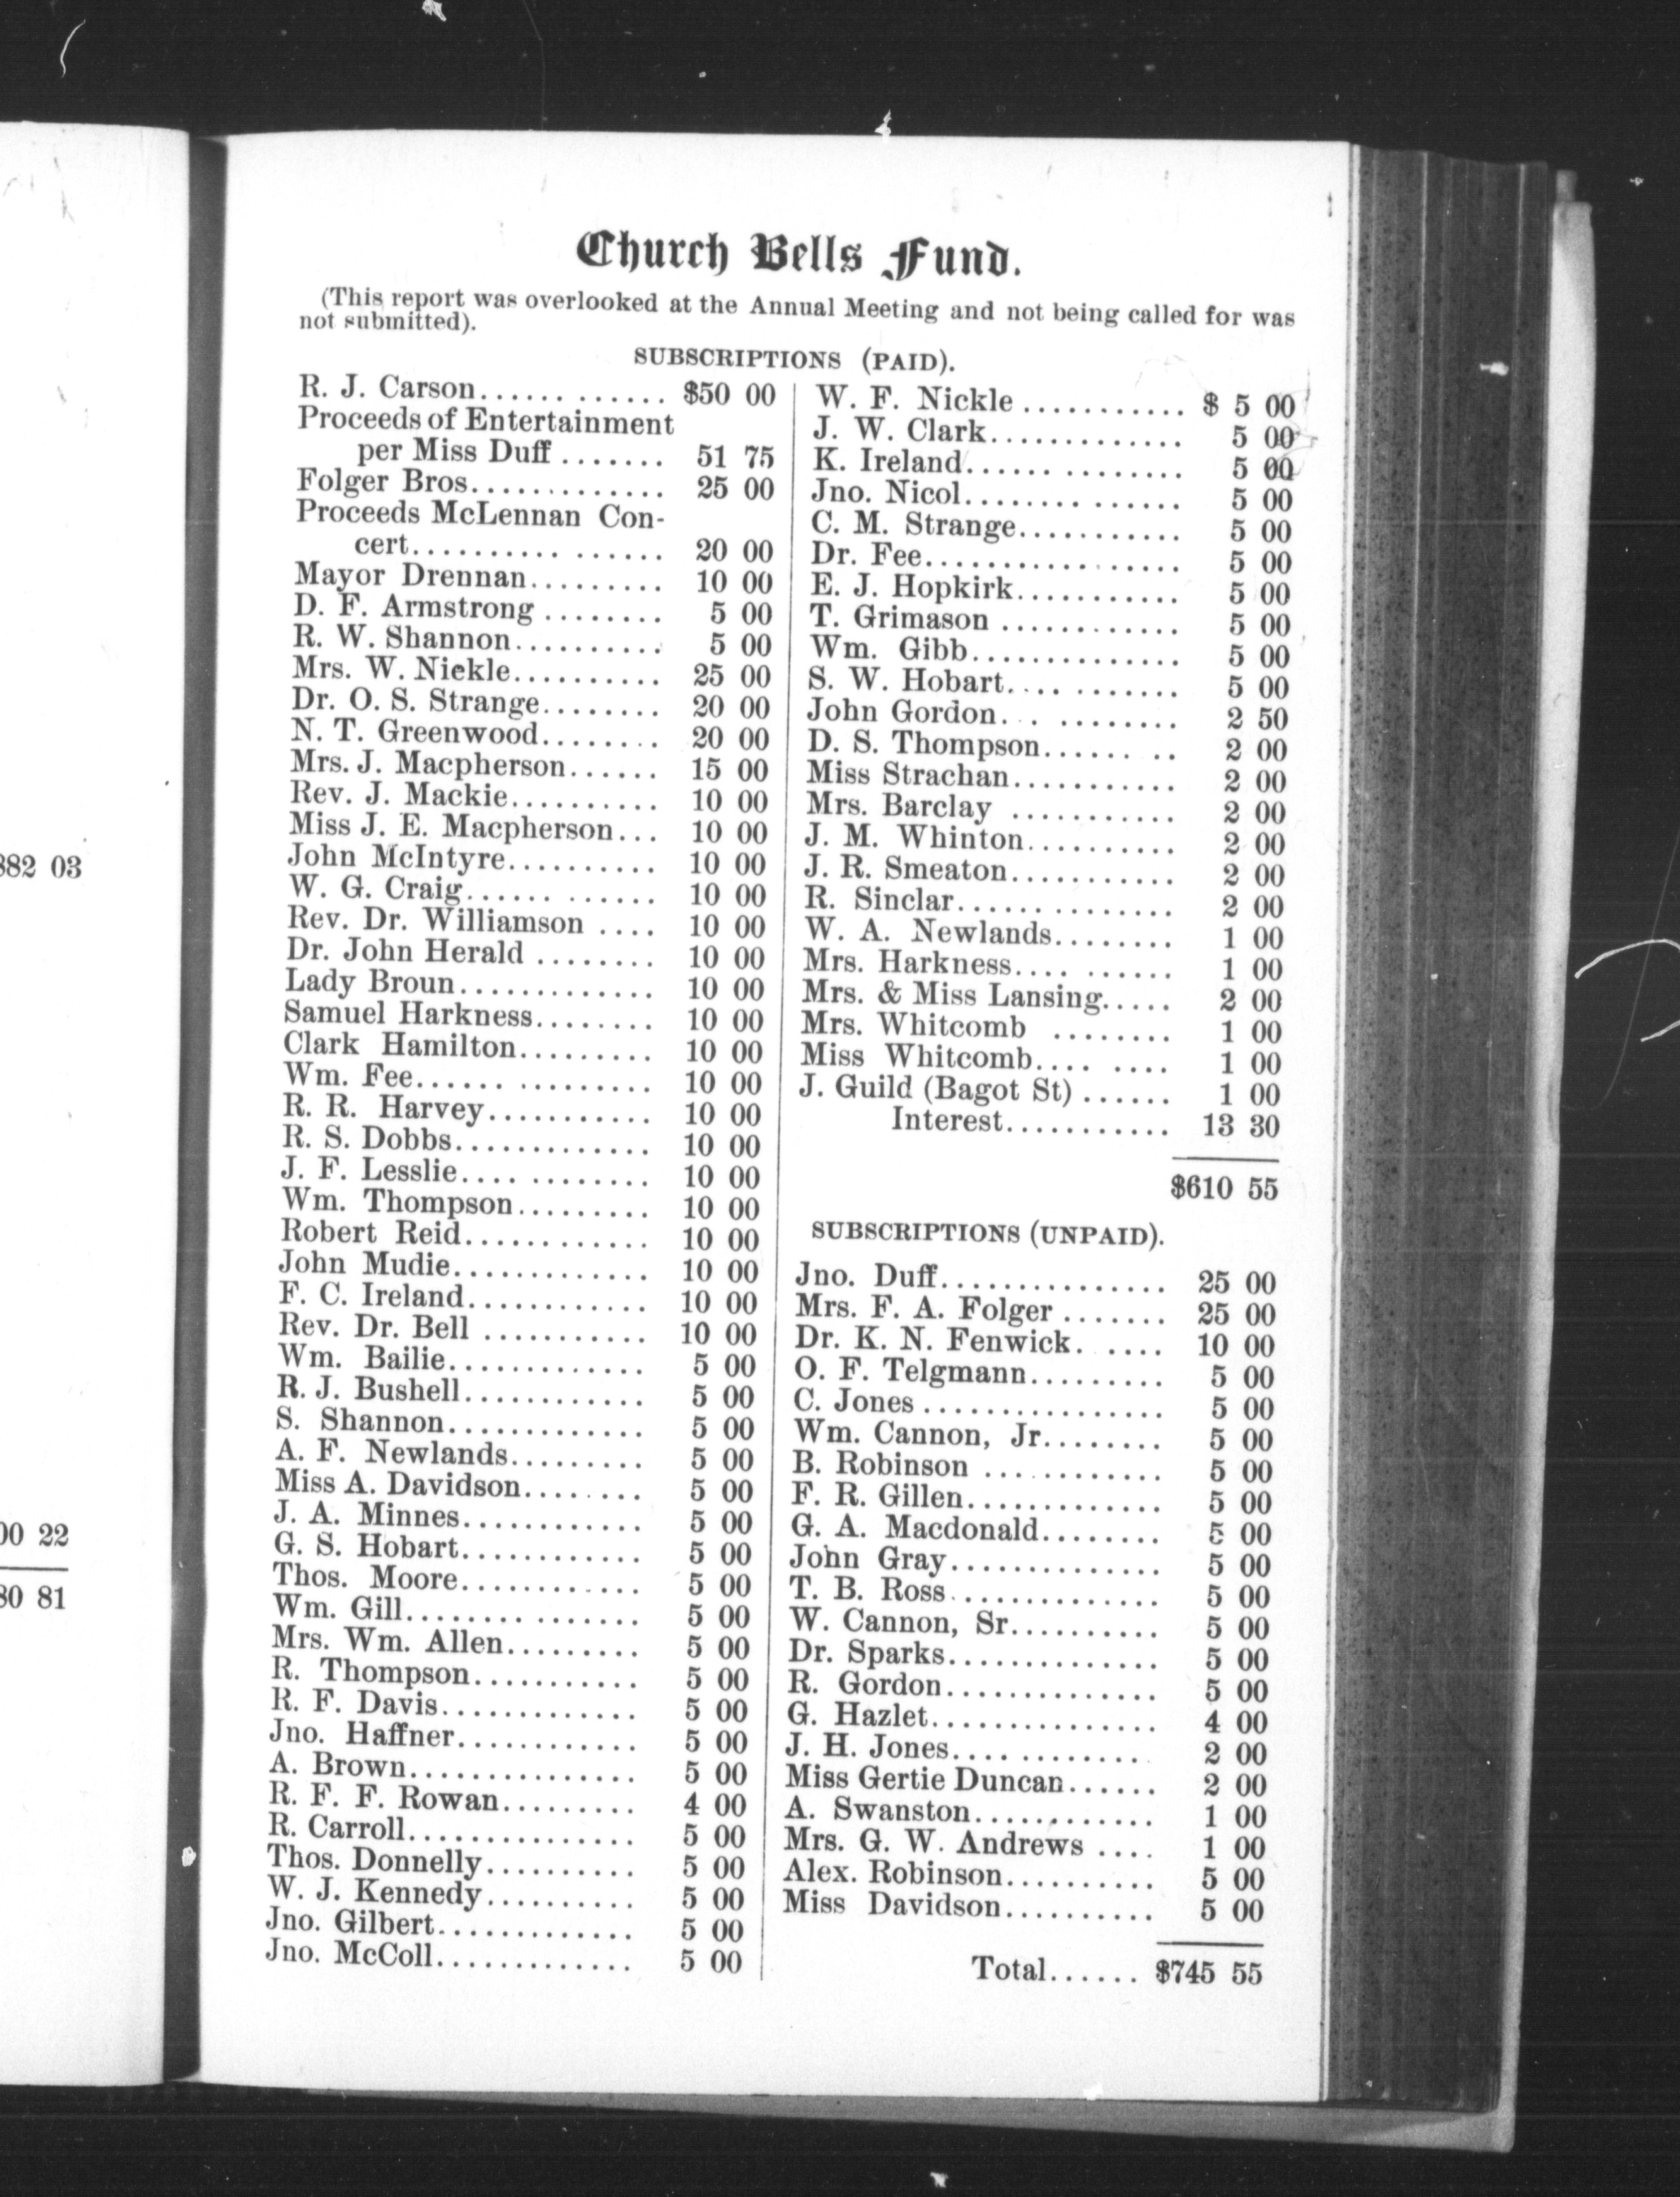 Church Bells Fund.
(This report was overlooked at the Annual Meeting and not being called for was
not submitted).
SUBSCRIPTIONS (PAID).
R. J. Carson............ $50 00
Proceeds of Entertainment
per Miss Duff....... 51 75
Folger Bros............. 25 00
Proceeds McLennan Con-
cert................ 20 00
Mayor Drennan......... 10 00
D. F. Armstrong........ 5 00
R. W. Shannon.......... 5 00
Mrs. W. Nickle.......... 25 00
Dr. O. S. Strange........ 20 00
N. T. Greenwood........ 20 00
Mrs. J. Macpherson...... 15 00
Rev. J. Mackie.......... 10 00
Miss J. E. Macpherson... 10 00
John McIntyre.......... 10 00
W. G. Craig............. 10 00
Rev. Dr. Williamson .... 10 00
Dr. John Herald ........ 10 00
Lady Broun............. 10 00
Samuel Harkness........ 10 00
Clark Hamilton......... 10 00
Wm. Fee............... 10 00
R. R. Harvey........... 10 00
R. S. Dobbs............. 10 00
J. F. Lesslie............ 10 00
Wm. Thompson......... 10 00
Robert Reid............ 10 00
John Mudie............. 10 00
F. C. Ireland............ 10 00
Rev. Dr. Bell ........... 10 00
Wm. Bailie............. 5 00
R. J. Bushell............ 5 00
S. Shannon............. 5 00
A. F. Newlands......... 5 00
Miss A. Davidson........ 5 00
J. A. Minnes............ 5 00
G. S. Hobart............ 5 00
Thos. Moore............ 5 00
Wm. Gill............... 5 00
Mrs. Wm. Allen......... 5 00
R. Thompson........... 5 00
R. F. Davis............. 5 00
Jno. Haffner............ 5 00
A. Brown............... 5 00
R. F. F. Rowan......... 4 00
R. Carroll............... 5 00
Thos. Donnelly.......... 5 00
W. J. Kennedy.......... 5 00
Jno. Gilbert............. 5 00
Jno. McColl............. 5 00
W. F. Nickle........... $ 5 00
J. W. Clark............. 5 00
K. Ireland.............. 5 00
Jno. Nicol.............. 5 00
C. M. Strange........... 5 00
Dr. Fee................. 5 00
E. J. Hopkirk........... 5 00
T. Grimason ............ 5 00
Wm. Gibb.............. 5 00
S. W. Hobart........... 5 00
John Gordon.......... 2 50
D. S. Thompson...... .. 2 00
Miss Strachan........... 2 00
Mrs. Barclay ........... 2 00
J. M. Whinton.......... 2 00
J. R. Smeaton........... 2 00
R. Sinclar.............. 2 00
W. A. Newlands........ 1 00
Mrs. Harkness.... ...... 1 00
Mrs. & Miss Lansing..... 2 00
Mrs. Whitcomb ........ 1 00
Miss Whitcomb.... .... 1 00
J. Guild (Bagot St) ...... 1 00
Interest........... 13 30
$610 55
SUBSCRIPTIONS (UNPAID).
Jno. Duff............... 25 00
Mrs. F. A. Folger ....... 25 00
Dr. K. N. Fenwick. ..... 10 00
O. F. Telgmann......... 5 00
C. Jones ................ 5 00
Wm. Cannon, Jr........ 5 00
B. Robinson ............ 5 00
F. R. Gillen............. 5 00
G. A. Macdonald........ 5 00
John Gray.............. 5 00
T. B. Ross.............. 5 00
W. Cannon, Sr.......... 5 00
Dr. Sparks.............. 5 00
R. Gordon.............. 5 00
G. Hazlet............... 4 00
J. H. Jones............. 2 00
Miss Gertie Duncan...... 2 00
A. Swanston............ 1 00
Mrs. G. W. Andrews .... 1 00
Alex. Robinson.......... 5 00
Miss Davidson.......... 5 00
Total...... $745 55
82 03
00 22
80 81